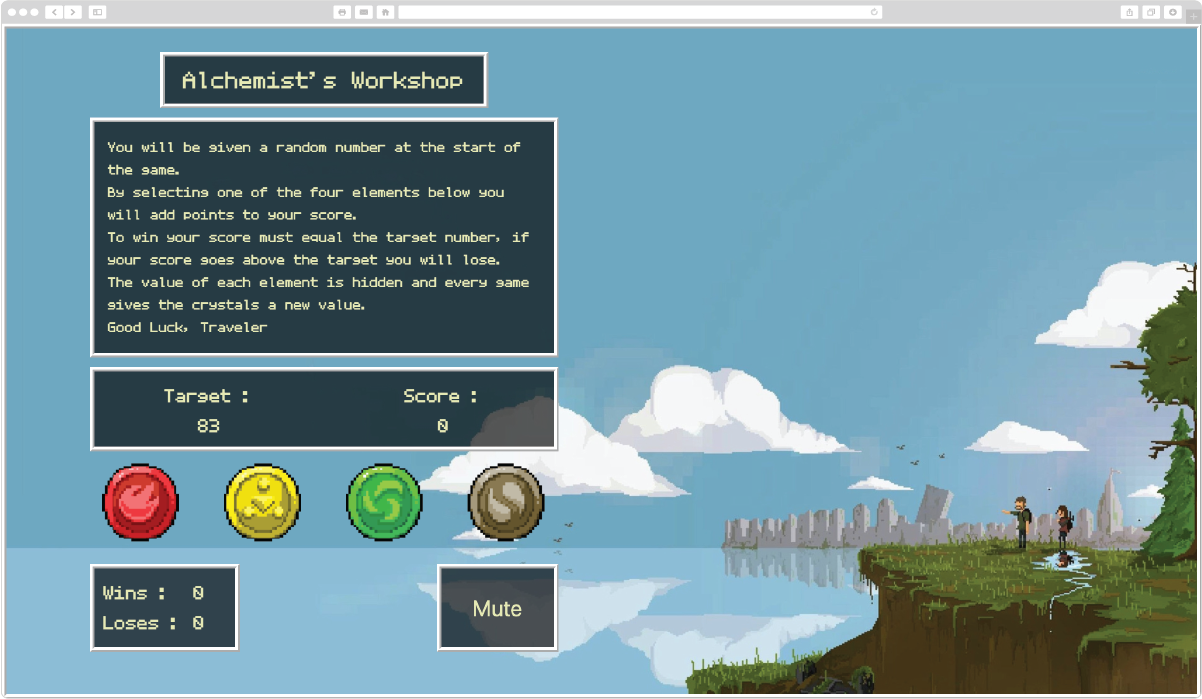 Alchemist's Workshop
You will be given a random number at the start of
the game.
By selecting one of the four elements below you
will add points to your score.
To win your score must equal the target number, if
your score goes above the target you will lose.
The value of each element is hidden and every game
gives the crystals a new value.
Good Luck, Traveler
Target : Score :
83 0
Wins : 0
Loses : 0
Mute